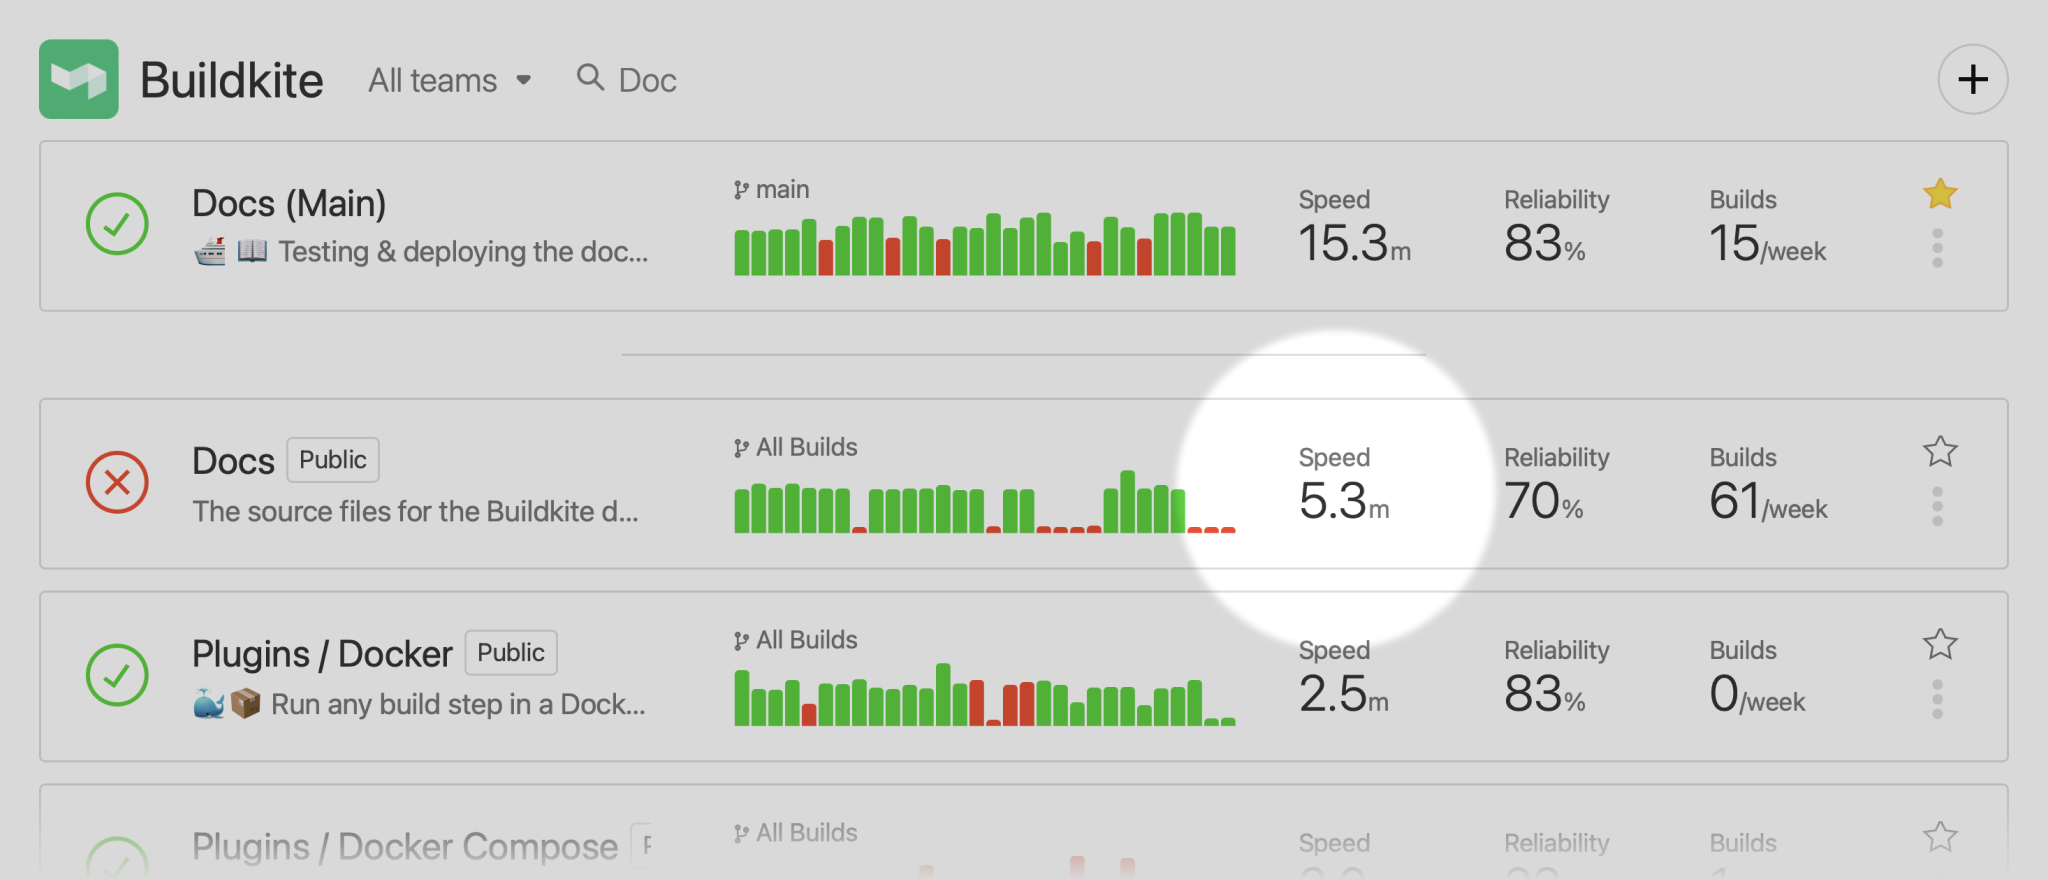 Buildkite All teams Doc
main
Docs (Main)
Testing & deploying the doc...
Speed
15.3m
Reliability
83%
Builds
15/week
All Builds
Docs Public
The source files for the Buildkite d...
Speed
5.3m
Reliability
70%
Builds
61/week
All Builds
Plugins / Docker Public
Run any build step in a Dock...
Speed
2.5m
Reliability
83%
Builds
0/week
All Builds
Plugins / Docker Compose
Speed
Reliability
Builds